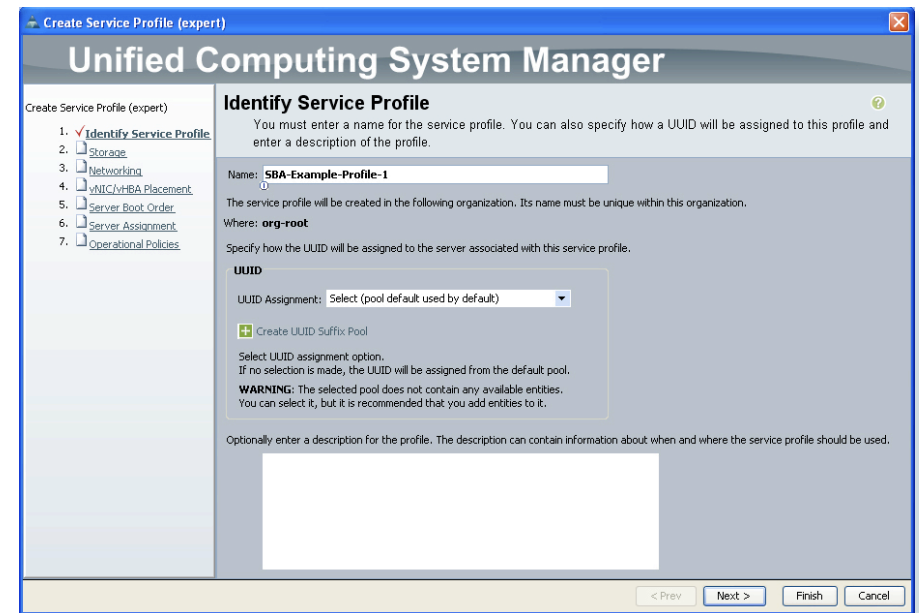 Create Service Profile (expert)
Unified Computing System Manager
Create Service Profile (expert)
1. Identify Service Profile
2. Storage
3. Networking
4. vNIC/vHBA Placement
5. Server Boot Order
6. Server Assignment
7. Operational Policies
Identify Service Profile
You must enter a name for the service profile. You can also specify how a UUID will be assigned to this profile and
enter a description of the profile.
Name: SBA-Example-Profile-1
The service profile will be created in the following organization. Its name must be unique within this organization.
Where: org-root
Specify how the UUID will be assigned to the server associated with this service profile.
UUID
UUID Assignment: Select (pool default used by default)
Create UUID Suffix Pool
Select UUID assignment option.
If no selection is made, the UUID will be assigned from the default pool.
WARNING: The selected pool does not contain any available entities.
You can select it, but it is recommended that you add entities to it.
Optionally enter a description for the profile. The description can contain information about when and where the service profile should be used.
< Prev Next > Finish Cancel